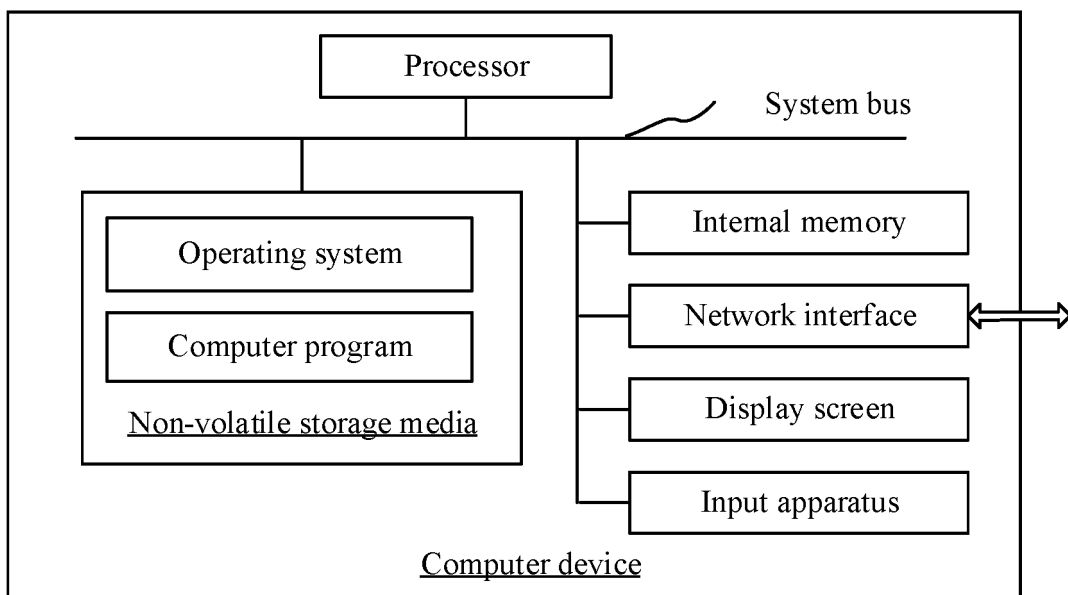 Processor
System bus
Operating system
Computer program
Non-volatile storage media
Internal memory
Network interface
Display screen
Input apparatus
Computer device